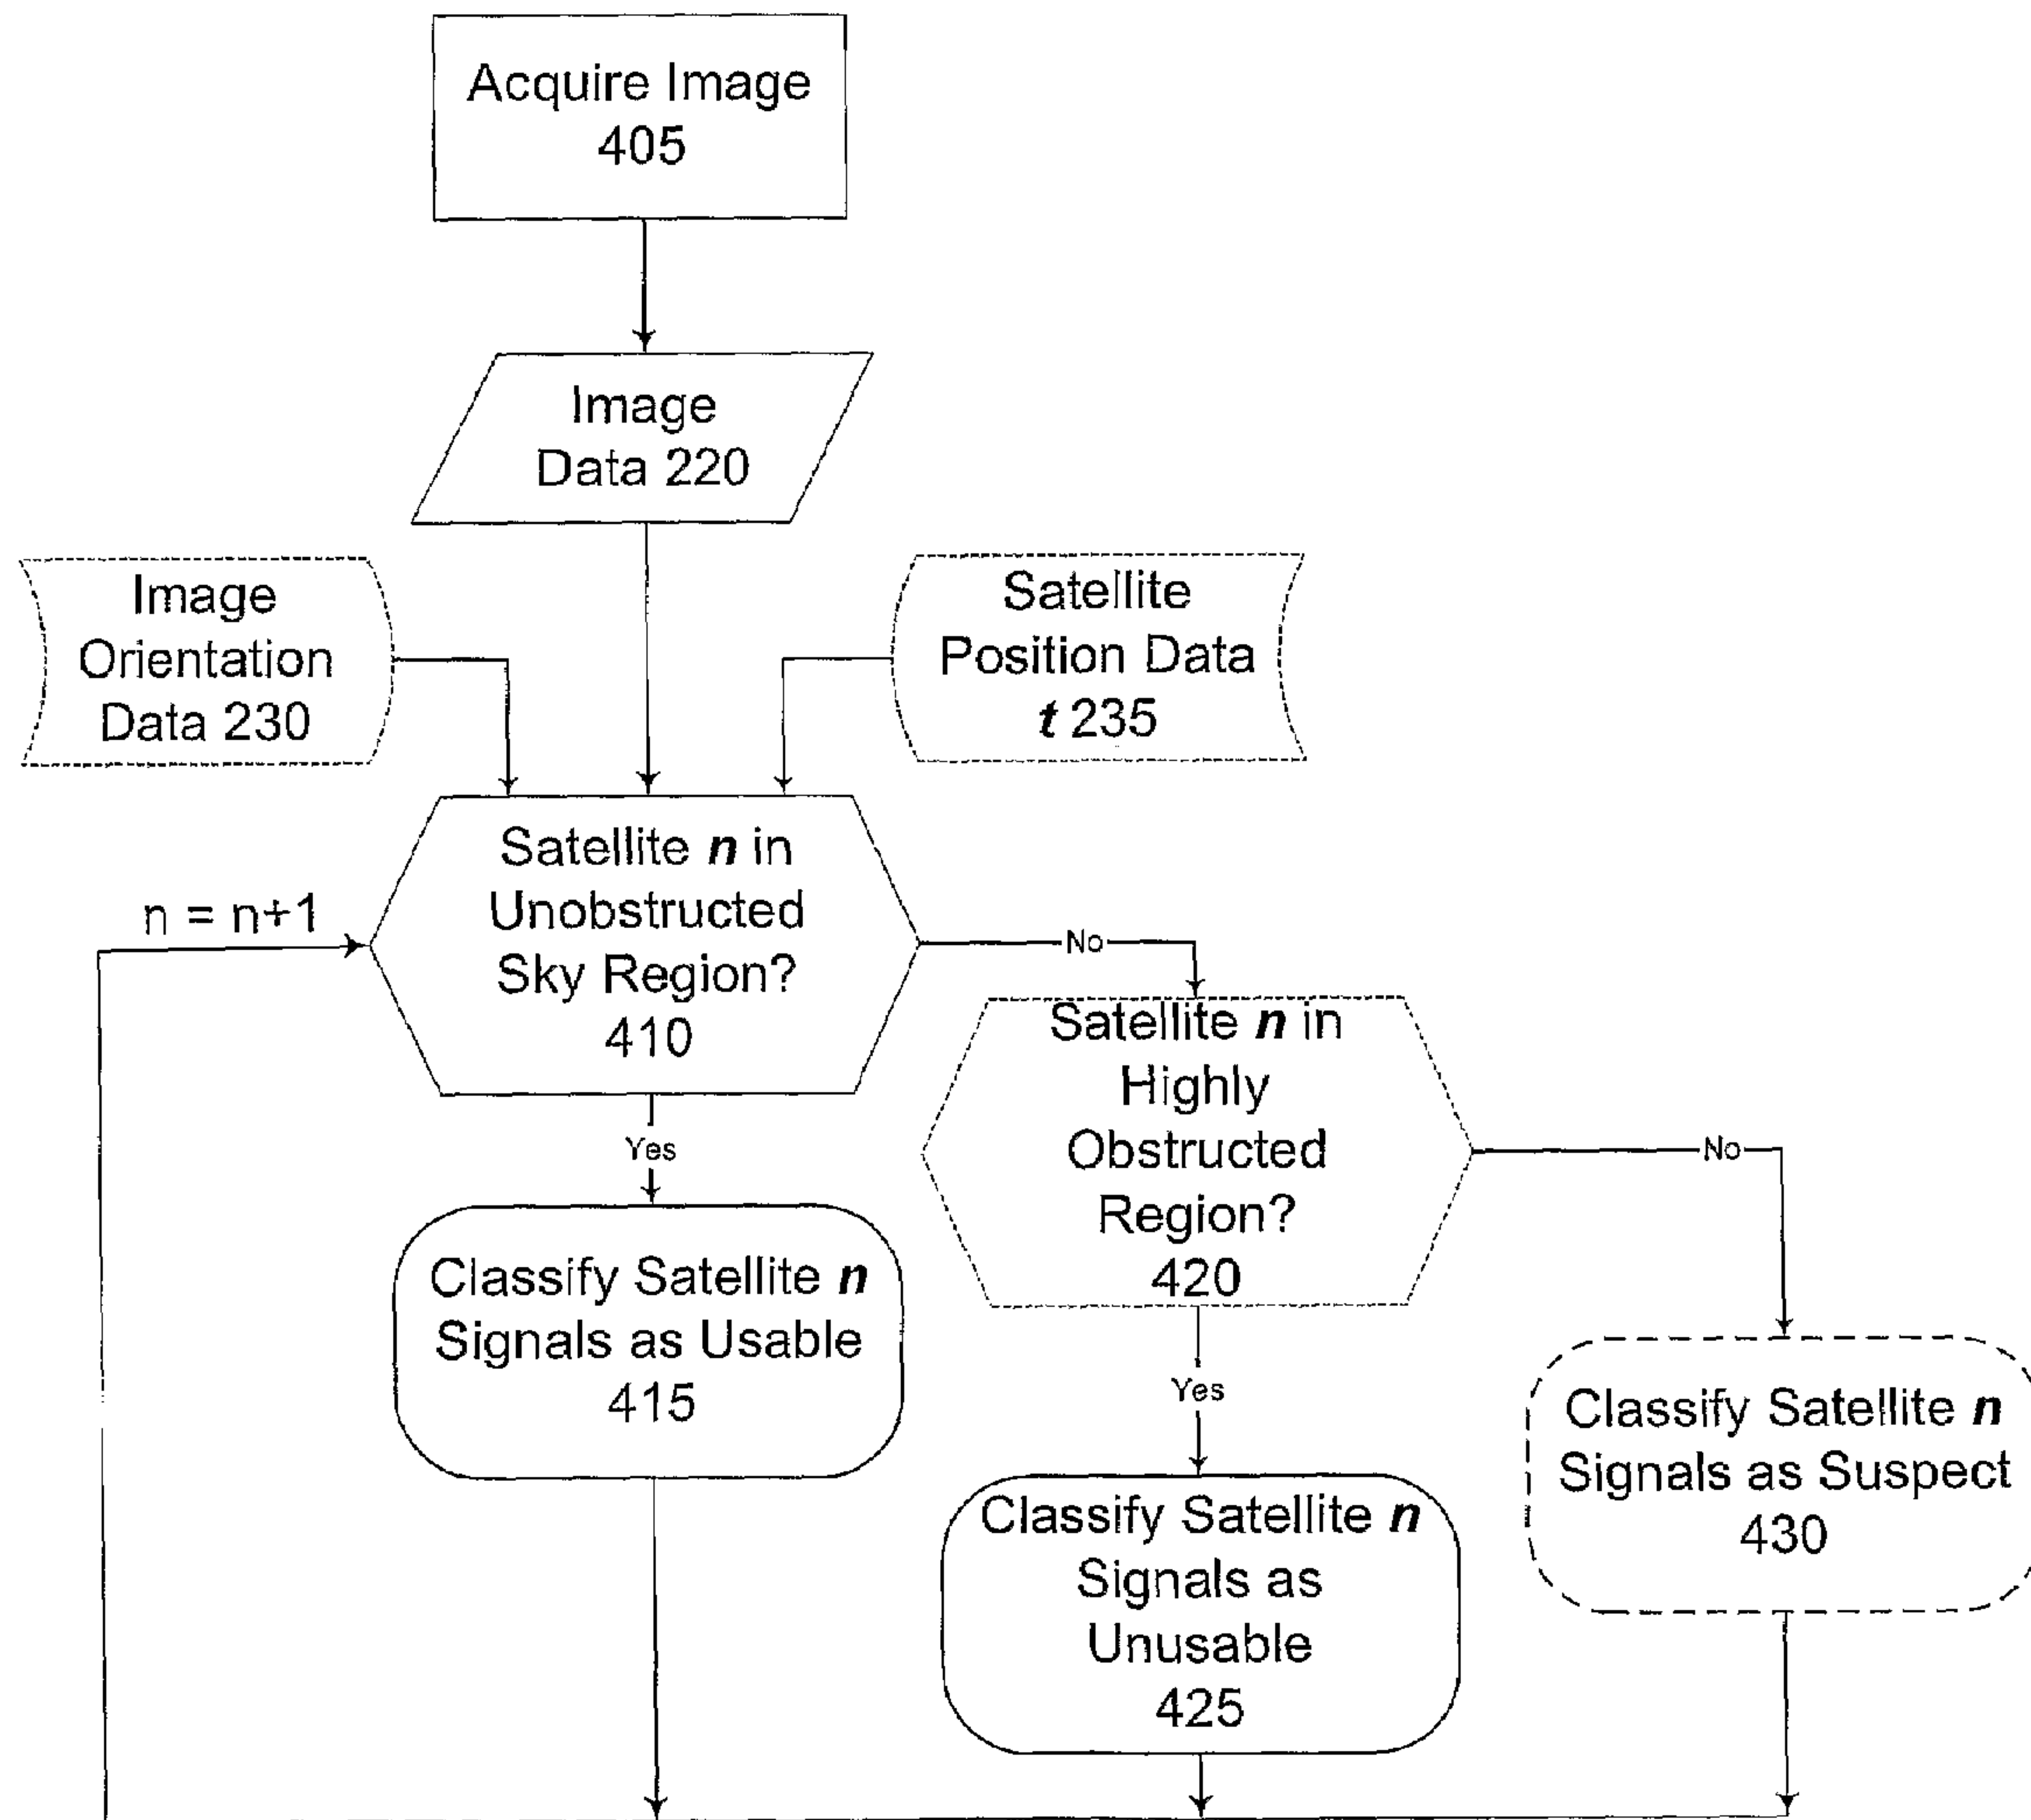 Acquire Image
405
Image
Data 220
Image
Orientation
Data 230
Satellite
Position Data
t 235
Satellite n in
Unobstructed
Sky Region?
410
n = n+1
No
Satellite n in
Highly
Obstructed
Region?
420
Yes
No
Classify Satellite n
Signals as Usable
415
Yes
Classify Satellite n
Signals as Suspect
430
Classify Satellite n
Signals as
Unusable
425